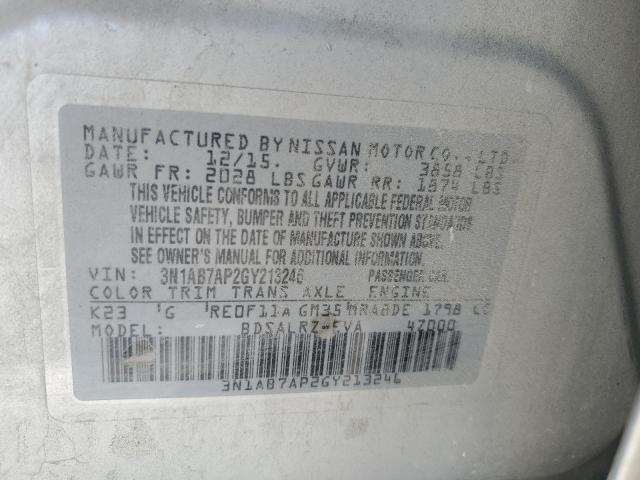 MANUFACTURED BY NISSAN MOTOR CO., LTD.
DATE: 12/15. GVWR: 3858 LBS
GAWR FR: 2028 LBS GAWR RR: 1874 LBS
THIS VEHICLE CONFORMS TO ALL APPLICABLE FEDERAL MOTOR
VEHICLE SAFETY, BUMPER AND THEFT PREVENTION STANDARDS
IN EFFECT ON THE DATE OF MANUFACTURE SHOWN ABOVE.
SEE OWNER'S MANUAL FOR ADDITIONAL INFORMATION.
VIN: 3N1AB7AP2GY213246 PASSENGER CAR.
COLOR TRIM TRANS AXLE ENGINE
K23 G RE0F11A GM35 MRA8DE 1798 CC
MODEL: BDSALRZ-EVA 47000
3N1AB7AP2GY213246